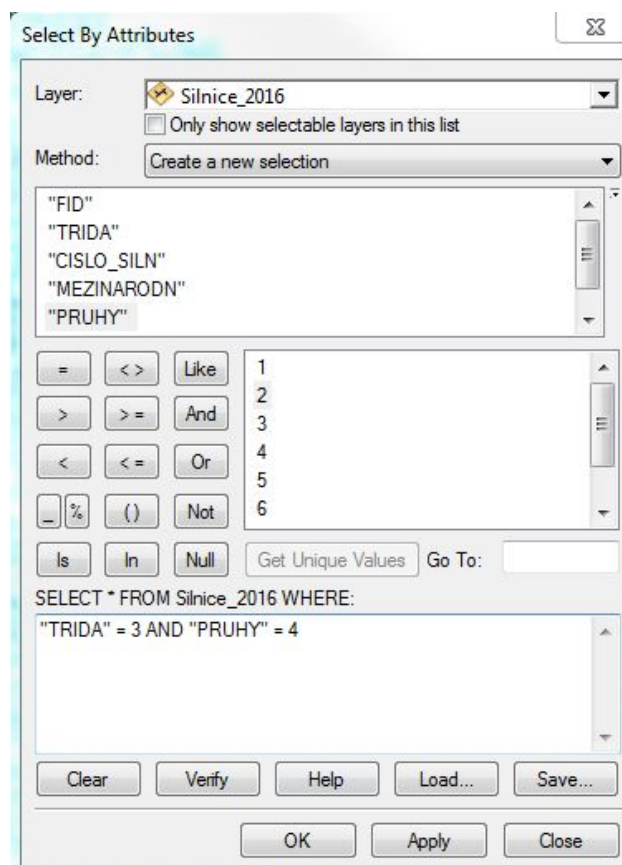 Select By Attributes
Layer: Silnice_2016
Only show selectable layers in this list
Method: Create a new selection
"FID"
"TRIDA"
"CISLO_SILN"
"MEZINARODN"
"PRUHY"
= < > Like
> > = And
< < = Or
_ % ( ) Not
Is In Null
1
2
3
4
5
6
Get Unique Values Go To:
SELECT * FROM Silnice_2016 WHERE:
"TRIDA" = 3 AND "PRUHY" = 4
Clear Verify Help Load... Save...
OK Apply Close